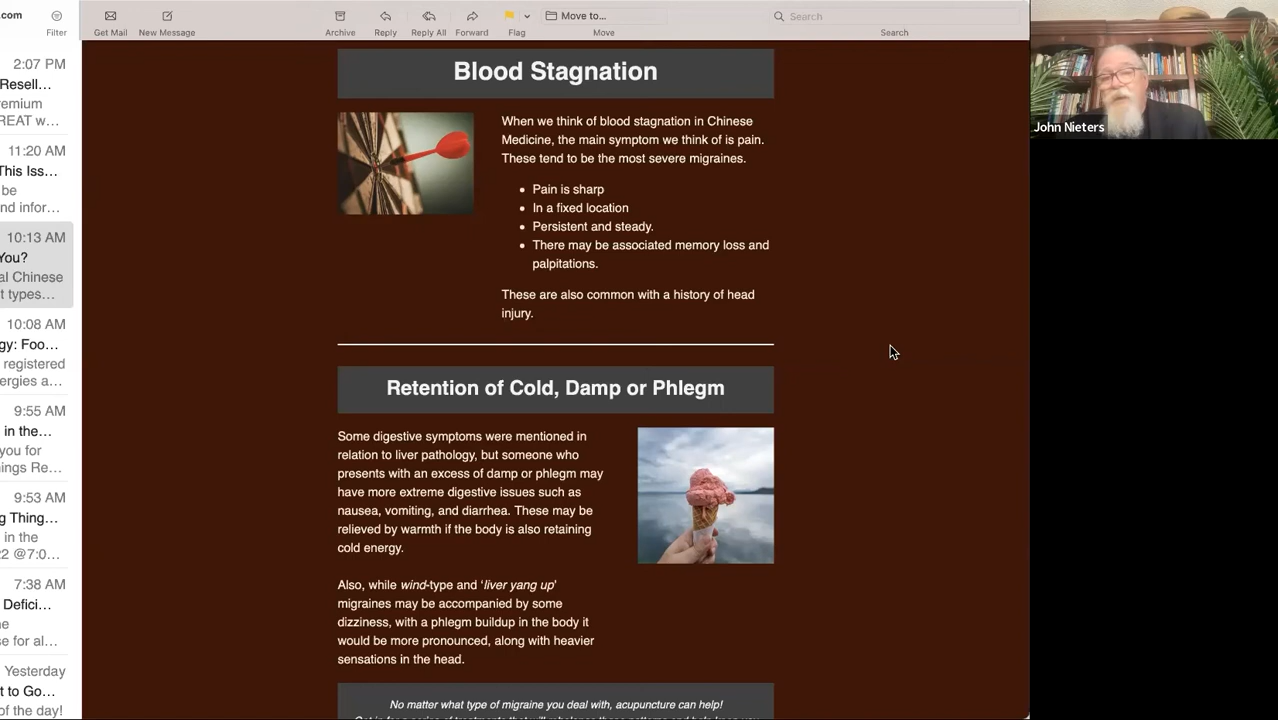 .com
Filter
Get Mail
New Message
Archive
Reply
Reply All
Forward
Flag
Move to...
Move
Search
Search
2:07 PM
Resell...
remium
REAT w...
11:20 AM
This Iss...
be
nd infor...
10:13 AM
You?
al Chinese
t types...
10:08 AM
gy: Foo...
registered
ergies a...
9:55 AM
in the...
you for
nings Re...
9:53 AM
g Thing...
in the
22 @7:0...
7:38 AM
Defici...
he
se for al...
Yesterday
t to Go...
of the day!
Blood Stagnation
When we think of blood stagnation in Chinese
Medicine, the main symptom we think of is pain.
These tend to be the most severe migraines.
• Pain is sharp
• In a fixed location
• Persistent and steady.
• There may be associated memory loss and
palpitations.
These are also common with a history of head
injury.
Retention of Cold, Damp or Phlegm
Some digestive symptoms were mentioned in
relation to liver pathology, but someone who
presents with an excess of damp or phlegm may
have more extreme digestive issues such as
nausea, vomiting, and diarrhea. These may be
relieved by warmth if the body is also retaining
cold energy.
Also, while wind-type and ‘liver yang up’
migraines may be accompanied by some
dizziness, with a phlegm buildup in the body it
would be more pronounced, along with heavier
sensations in the head.
No matter what type of migraine you deal with, acupuncture can help!
John Nieters